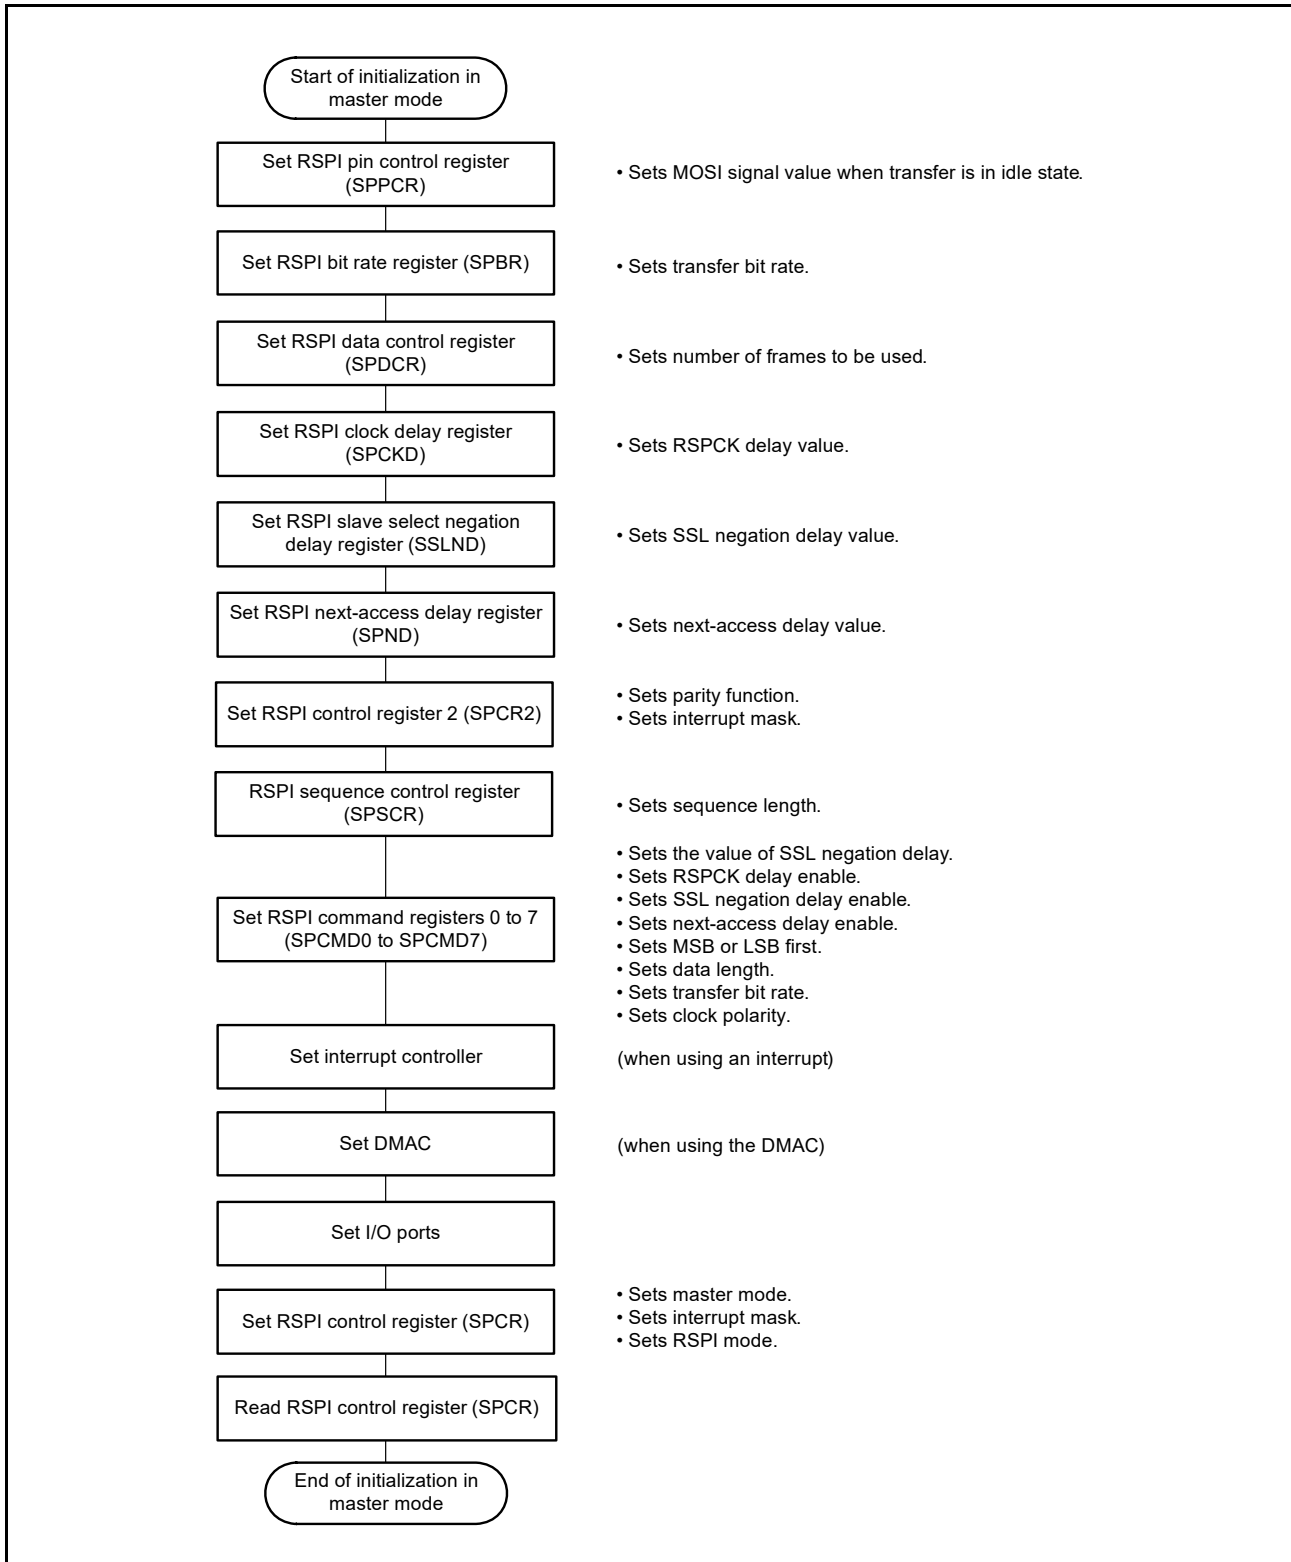 Start of initialization in
master mode
Set RSPI pin control register
(SPPCR)
• Sets MOSI signal value when transfer is in idle state.
Set RSPI bit rate register (SPBR)
• Sets transfer bit rate.
Set RSPI data control register
(SPDCR)
• Sets number of frames to be used.
Set RSPI clock delay register
(SPCKD)
• Sets RSPCK delay value.
Set RSPI slave select negation
delay register (SSLND)
• Sets SSL negation delay value.
Set RSPI next-access delay register
(SPND)
• Sets next-access delay value.
Set RSPI control register 2 (SPCR2)
• Sets parity function.
• Sets interrupt mask.
RSPI sequence control register
(SPSCR)
• Sets sequence length.
Set RSPI command registers 0 to 7
(SPCMD0 to SPCMD7)
• Sets the value of SSL negation delay.
• Sets RSPCK delay enable.
• Sets SSL negation delay enable.
• Sets next-access delay enable.
• Sets MSB or LSB first.
• Sets data length.
• Sets transfer bit rate.
• Sets clock polarity.
Set interrupt controller
(when using an interrupt)
Set DMAC
(when using the DMAC)
Set I/O ports
Set RSPI control register (SPCR)
• Sets master mode.
• Sets interrupt mask.
• Sets RSPI mode.
Read RSPI control register (SPCR)
End of initialization in
master mode